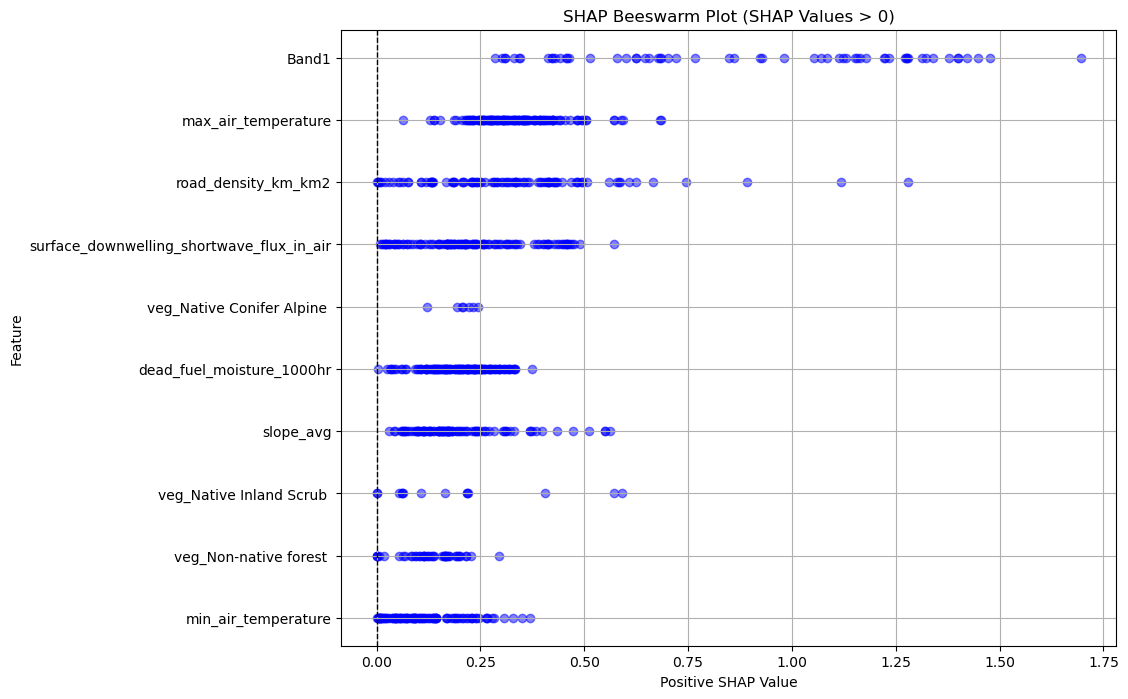 SHAP Beeswarm Plot (SHAP Values > 0)
Band1
max_air_temperature
road_density_km_km2
surface_downwelling_shortwave_flux_in_air
veg_Native Conifer Alpine
dead_fuel_moisture_1000hr
slope_avg
veg_Native Inland Scrub
veg_Non-native forest
min_air_temperature
Feature
0.00 0.25 0.50 0.75 1.00 1.25 1.50 1.75
Positive SHAP Value